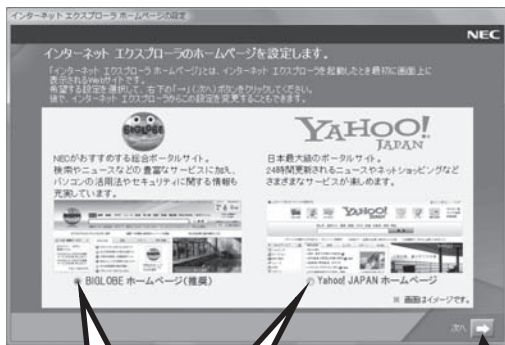 インターネット エクスプローラ ホームページの設定
NEC
インターネット エクスプローラのホームページを設定します。
「インターネット エクスプローラ ホームページ」とは、インターネット エクスプローラを起動したとき最初に画面上に
表示されるWebサイトです。
希望する設定を選択して、右下の「→」(次へ)ボタンをクリックしてください。
後で、インターネット エクスプローラからこの設定を変更することもできます。
BIGLOBE
NECがおすすめする総合ポータルサイト。
検索やニュースなどの豊富なサービスに加え、
パソコンの活用法やセキュリティに関する情報も
充実しています。
YAHOO!
JAPAN
日本最大級のポータルサイト。
24時間更新されるニュースやネットショッピングなど
さまざまなサービスが楽しめます。
YAHOO!
BIGLOBE ホームページ(推奨)
Yahoo! JAPAN ホームページ
※ 画面はイメージです。
次へ